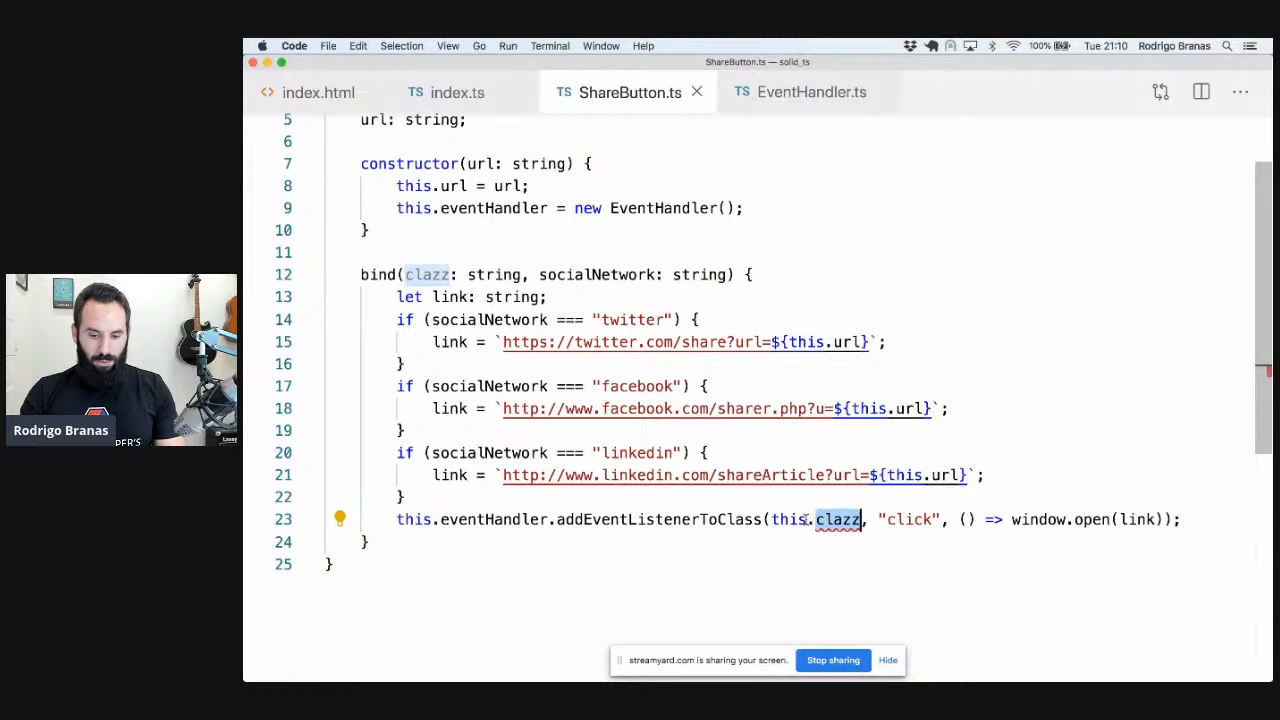 Code File Edit Selection View Go Run Terminal Window Help 100% Tue 21:10 Rodrigo Branas
ShareButton.ts — solid_ts
<> index.html TS index.ts TS ShareButton.ts × TS EventHandler.ts ...
5 url: string;
6
7 constructor(url: string) {
8 this.url = url;
9 this.eventHandler = new EventHandler();
10 }
11
12 bind(clazz: string, socialNetwork: string) {
13 let link: string;
14 if (socialNetwork === "twitter") {
15 link = `https://twitter.com/share?url=${this.url}`;
16 }
17 if (socialNetwork === "facebook") {
18 link = `http://www.facebook.com/sharer.php?u=${this.url}`;
19 }
20 if (socialNetwork === "linkedin") {
21 link = `http://www.linkedin.com/shareArticle?url=${this.url}`;
22 }
23 this.eventHandler.addEventListenerToClass(this.clazz, "click", () => window.open(link));
24 }
25 }
Rodrigo Branas
PER'S
streamyard.com is sharing your screen. Stop sharing Hide